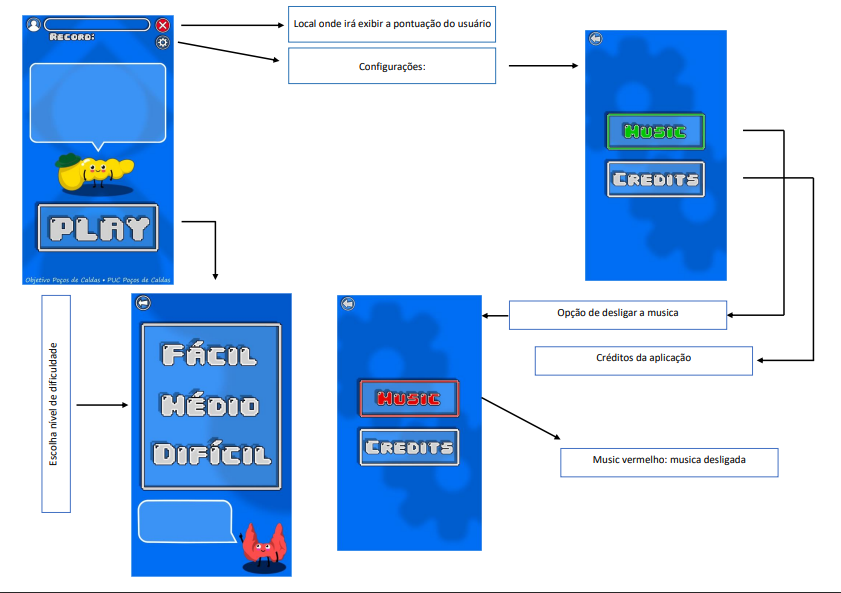 Record:
PLAY
Objetivo Poços de Caldas • PUC Poços de Caldas
Local onde irá exibir a pontuação do usuário
Configurações:
Music
Credits
Escolha nível de dificuldade
Fácil
Médio
Difícil
Music
Credits
Opção de desligar a musica
Créditos da aplicação
Music vermelho: musica desligada